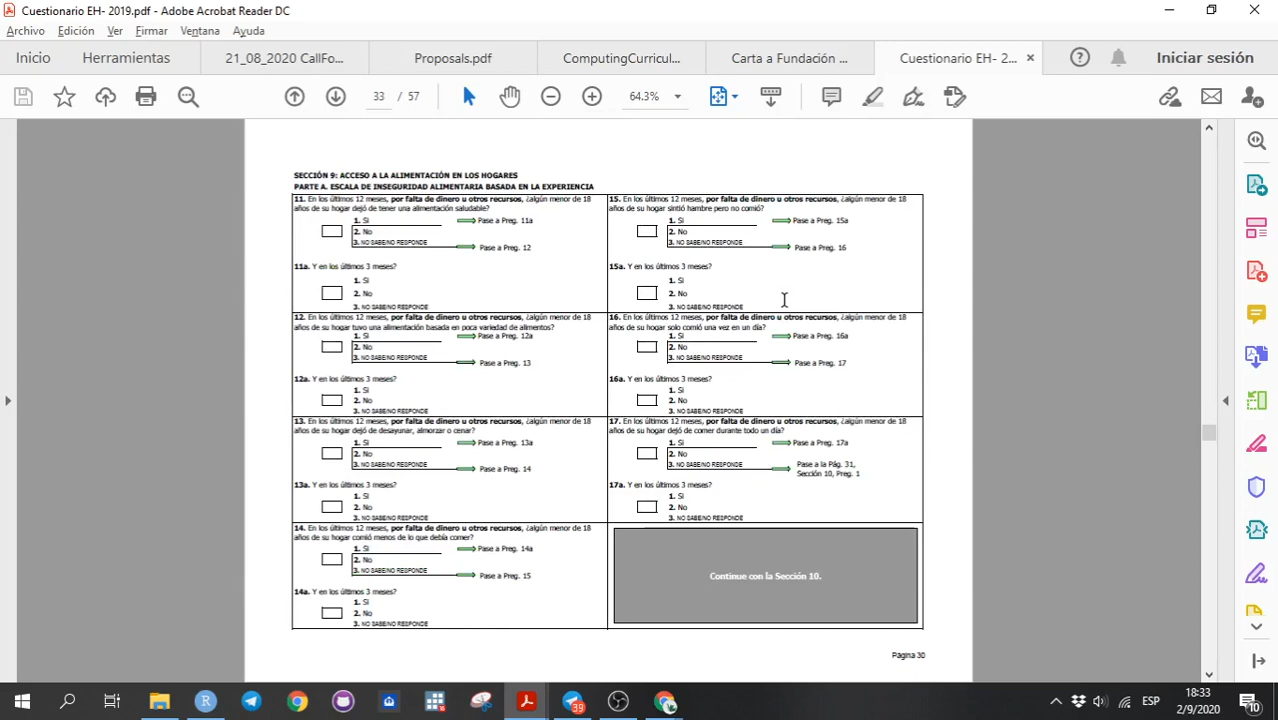 Cuestionario EH- 2019.pdf - Adobe Acrobat Reader DC
Archivo Edición Ver Firmar Ventana Ayuda
Inicio Herramientas 21_08_2020 CallFo... Proposals.pdf ComputingCurricul... Carta a Fundación ... Cuestionario EH- 2... × Iniciar sesión
33 / 57 64.3%
SECCIÓN 9: ACCESO A LA ALIMENTACIÓN EN LOS HOGARES
PARTE A. ESCALA DE INSEGURIDAD ALIMENTARIA BASADA EN LA EXPERIENCIA
11. En los últimos 12 meses, por falta de dinero u otros recursos, ¿algún menor de 18
años de su hogar dejó de tener una alimentación saludable?
1. Si Pase a Preg. 11a
2. No
3. NO SABE/NO RESPONDE Pase a Preg. 12
11a. Y en los últimos 3 meses?
1. Si
2. No
3. NO SABE/NO RESPONDE
12. En los últimos 12 meses, por falta de dinero u otros recursos, ¿algún menor de 18
años de su hogar tuvo una alimentación basada en poca variedad de alimentos?
1. Si Pase a Preg. 12a
2. No
3. NO SABE/NO RESPONDE Pase a Preg. 13
12a. Y en los últimos 3 meses?
1. Si
2. No
3. NO SABE/NO RESPONDE
13. En los últimos 12 meses, por falta de dinero u otros recursos, ¿algún menor de 18
años de su hogar dejó de desayunar, almorzar o cenar?
1. Si Pase a Preg. 13a
2. No
3. NO SABE/NO RESPONDE Pase a Preg. 14
13a. Y en los últimos 3 meses?
1. Si
2. No
3. NO SABE/NO RESPONDE
14. En los últimos 12 meses, por falta de dinero u otros recursos, ¿algún menor de 18
años de su hogar comió menos de lo que debía comer?
1. Si Pase a Preg. 14a
2. No
3. NO SABE/NO RESPONDE Pase a Preg. 15
14a. Y en los últimos 3 meses?
1. Si
2. No
3. NO SABE/NO RESPONDE
15. En los últimos 12 meses, por falta de dinero u otros recursos, ¿algún menor de 18
años de su hogar sintió hambre pero no comió?
1. Si Pase a Preg. 15a
2. No
3. NO SABE/NO RESPONDE Pase a Preg. 16
15a. Y en los últimos 3 meses?
1. Si
2. No
3. NO SABE/NO RESPONDE
16. En los últimos 12 meses, por falta de dinero u otros recursos, ¿algún menor de 18
años de su hogar solo comió una vez en un día?
1. Si Pase a Preg. 16a
2. No
3. NO SABE/NO RESPONDE Pase a Preg. 17
16a. Y en los últimos 3 meses?
1. Si
2. No
3. NO SABE/NO RESPONDE
17. En los últimos 12 meses, por falta de dinero u otros recursos, ¿algún menor de 18
años de su hogar dejó de comer durante todo un día?
1. Si Pase a Preg. 17a
2. No
3. NO SABE/NO RESPONDE Pase a la Pág. 31,
Sección 10, Preg. 1
17a. Y en los últimos 3 meses?
1. Si
2. No
3. NO SABE/NO RESPONDE
Continue con la Sección 10.
Página 30
39
ESP
18:33
2/9/2020
10